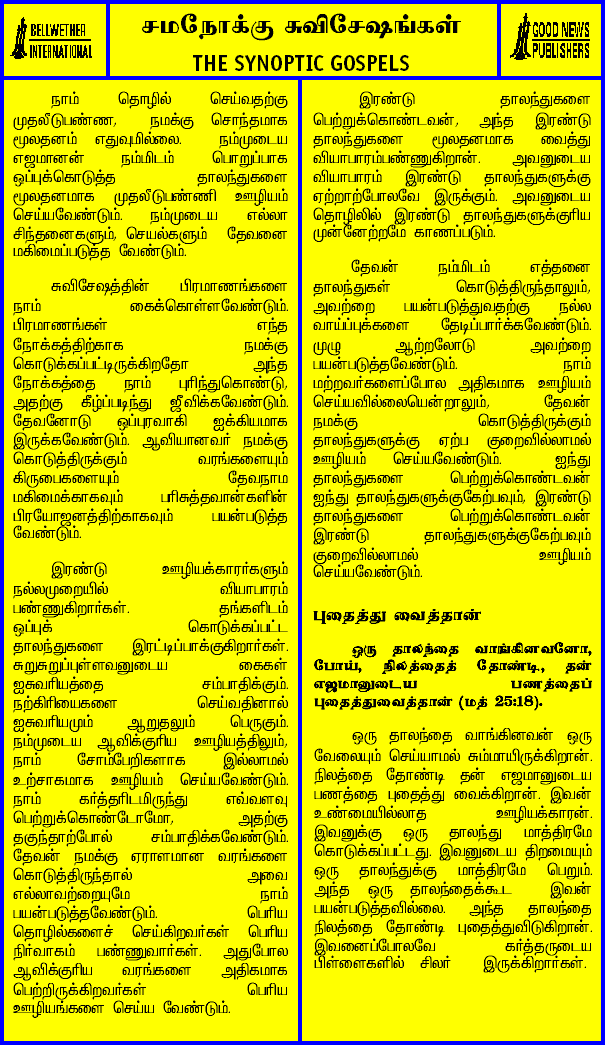 BELLWETHER
INTERNATIONAL
சமநோக்கு சுவிசேஷங்கள்
THE SYNOPTIC GOSPELS
GOOD NEWS
PUBLISHERS
நாம் தொழில் செய்வதற்கு
முதலீடுபண்ண, நமக்கு சொந்தமாக
மூலதனம் எதுவுமில்லை. நம்முடைய
எஜமானன் நம்மிடம் பொறுப்பாக
ஒப்புக்கொடுத்த தாலந்துகளை
மூலதனமாக முதலீடுபண்ணி ஊழியம்
செய்யவேண்டும். நம்முடைய எல்லா
சிந்தனைகளும், செயல்களும் தேவனை
மகிமைப்படுத்த வேண்டும்.
சுவிசேஷத்தின் பிரமாணங்களை
நாம் கைக்கொள்ளவேண்டும்.
பிரமாணங்கள் எந்த
நோக்கத்திற்காக நமக்கு
கொடுக்கப்பட்டிருக்கிறதோ அந்த
நோக்கத்தை நாம் புரிந்துகொண்டு,
அதற்கு கீழ்ப்படிந்து ஜீவிக்கவேண்டும்.
தேவனோடு ஒப்புரவாகி ஐக்கியமாக
இருக்கவேண்டும். ஆவியானவர் நமக்கு
கொடுத்திருக்கும் வரங்களையும்
கிருபைகளையும் தேவநாம
மகிமைக்காகவும் பரிசுத்தவான்களின்
பிரயோஜனத்திற்காகவும் பயன்படுத்த
வேண்டும்.
இரண்டு ஊழியக்காரர்களும்
நல்லமுறையில் வியாபாரம்
பண்ணுகிறார்கள். தங்களிடம்
ஒப்புக் கொடுக்கப்பட்ட
தாலந்துகளை இரட்டிப்பாக்குகிறார்கள்.
சுறுசுறுப்புள்ளவனுடைய கைகள்
ஐசுவரியத்தை சம்பாதிக்கும்.
நற்கிரியைகளை செய்வதினால்
ஐசுவரியமும் ஆறுதலும் பெருகும்.
நம்முடைய ஆவிக்குரிய ஊழியத்திலும்,
நாம் சோம்பேறிகளாக இல்லாமல்
உற்சாகமாக ஊழியம் செய்யவேண்டும்.
நாம் கர்த்தரிடமிருந்து எவ்வளவு
பெற்றுக்கொண்டோமோ, அதற்கு
தகுந்தாற்போல் சம்பாதிக்கவேண்டும்.
தேவன் நமக்கு ஏராளமான வரங்களை
கொடுத்திருந்தால் அவை
எல்லாவற்றையுமே நாம்
பயன்படுத்தவேண்டும். பெரிய
தொழில்களைச் செய்கிறவர்கள் பெரிய
நிர்வாகம் பண்ணுவார்கள். அதுபோல
ஆவிக்குரிய வரங்களை அதிகமாக
பெற்றிருக்கிறவர்கள் பெரிய
ஊழியங்களை செய்ய வேண்டும்.
இரண்டு தாலந்துகளை
பெற்றுக்கொண்டவன், அந்த இரண்டு
தாலந்துகளை மூலதனமாக வைத்து
வியாபாரம்பண்ணுகிறான். அவனுடைய
வியாபாரம் இரண்டு தாலந்துகளுக்கு
ஏற்றாற்போலவே இருக்கும். அவனுடைய
தொழிலில் இரண்டு தாலந்துகளுக்குரிய
முன்னேற்றமே காணப்படும்.
தேவன் நம்மிடம் எத்தனை
தாலந்துகள் கொடுத்திருந்தாலும்,
அவற்றை பயன்படுத்துவதற்கு நல்ல
வாய்ப்புக்களை தேடிப்பார்க்கவேண்டும்.
முழு ஆற்றலோடு அவற்றை
பயன்படுத்தவேண்டும். நாம்
மற்றவர்களைப்போல அதிகமாக ஊழியம்
செய்யவில்லையென்றாலும், தேவன்
நமக்கு கொடுத்திருக்கும்
தாலந்துகளுக்கு ஏற்ப குறைவில்லாமல்
ஊழியம் செய்யவேண்டும். ஐந்து
தாலந்துகளை பெற்றுக்கொண்டவன்
ஐந்து தாலந்துகளுக்குகேற்பவும், இரண்டு
தாலந்துகளை பெற்றுக்கொண்டவன்
இரண்டு தாலந்துகளுக்குகேற்பவும்
குறைவில்லாமல் ஊழியம்
செய்யவேண்டும்.
புதைத்து வைத்தான்
ஒரு தாலந்தை வாங்கினவனோ,
போய், நிலத்தைத் தோண்டி, தன்
எஜமானுடைய பணத்தைப்
புதைத்துவைத்தான் (மத் 25:18).
ஒரு தாலந்தை வாங்கினவன் ஒரு
வேலையும் செய்யாமல் சும்மாயிருக்கிறான்.
நிலத்தை தோண்டி தன் எஜமானுடைய
பணத்தை புதைத்து வைக்கிறான். இவன்
உண்மையில்லாத ஊழியக்காரன்.
இவனுக்கு ஒரு தாலந்து மாத்திரமே
கொடுக்கப்பட்டது. இவனுடைய திறமையும்
ஒரு தாலந்துக்கு மாத்திரமே பெறும்.
அந்த ஒரு தாலந்தைக்கூட இவன்
பயன்படுத்தவில்லை. அந்த தாலந்தை
நிலத்தை தோண்டி புதைத்துவிடுகிறான்.
இவனைப்போலவே கர்த்தருடைய
பிள்ளைகளில் சிலர் இருக்கிறார்கள்.